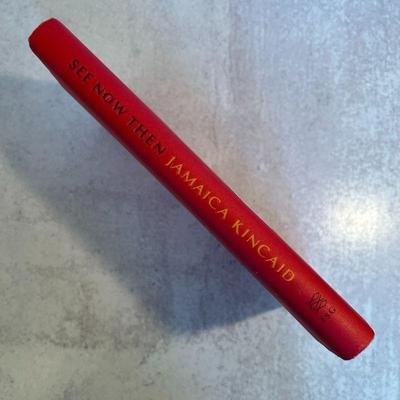 SEE NOW THEN JAMAICA KINCAID